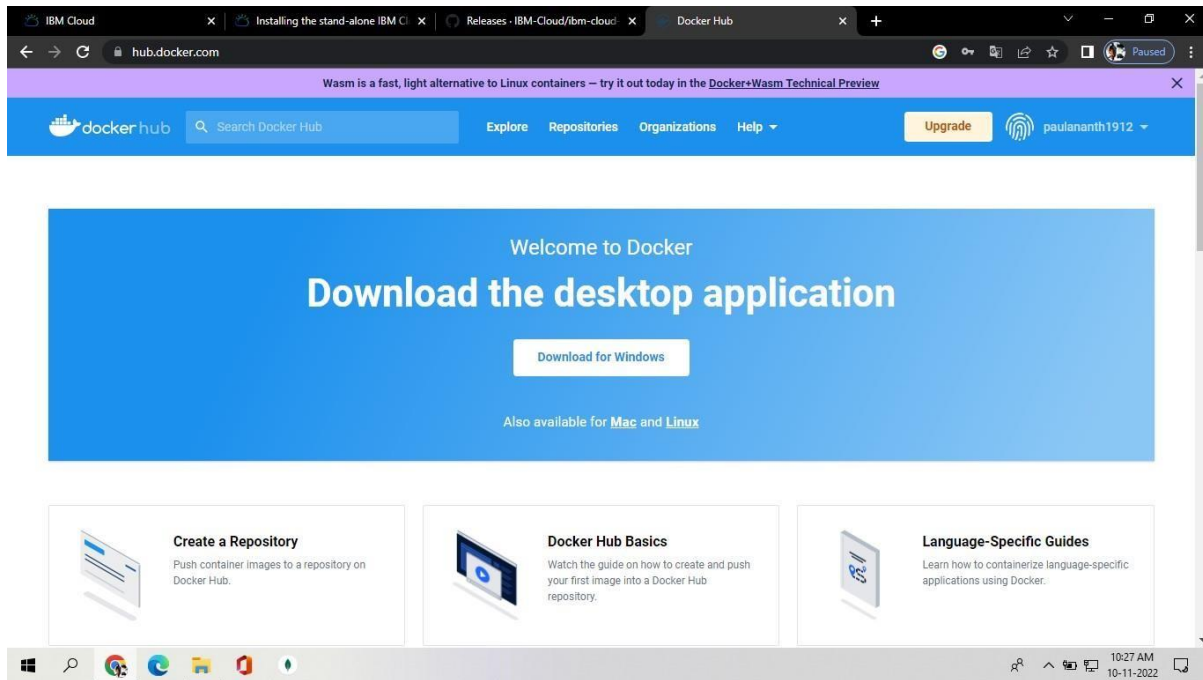 IBM Cloud
Installing the stand-alone IBM Cl
Releases · IBM-Cloud/ibm-cloud-
Docker Hub
hub.docker.com
Paused
Wasm is a fast, light alternative to Linux containers — try it out today in the Docker+Wasm Technical Preview
dockerhub
Search Docker Hub
Explore
Repositories
Organizations
Help
Upgrade
paulananth1912
Welcome to Docker
Download the desktop application
Download for Windows
Also available for Mac and Linux
Create a Repository
Push container images to a repository on
Docker Hub.
Docker Hub Basics
Watch the guide on how to create and push
your first image into a Docker Hub
repository.
Language-Specific Guides
Learn how to containerize language-specific
applications using Docker.
10:27 AM
10-11-2022